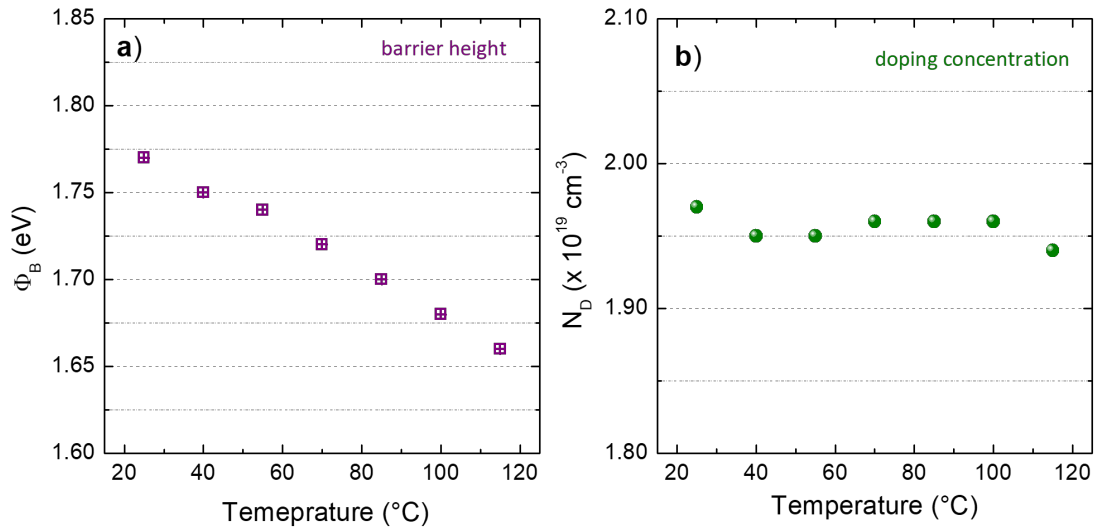 a)
barrier height
1.85
1.80
1.75
1.70
1.65
1.60
Φ_B (eV)
20 40 60 80 100 120
Temeprature (°C)
b)
doping concentration
2.10
2.00
1.90
1.80
N_D (x 10^19 cm^-3)
20 40 60 80 100 120
Temperature (°C)